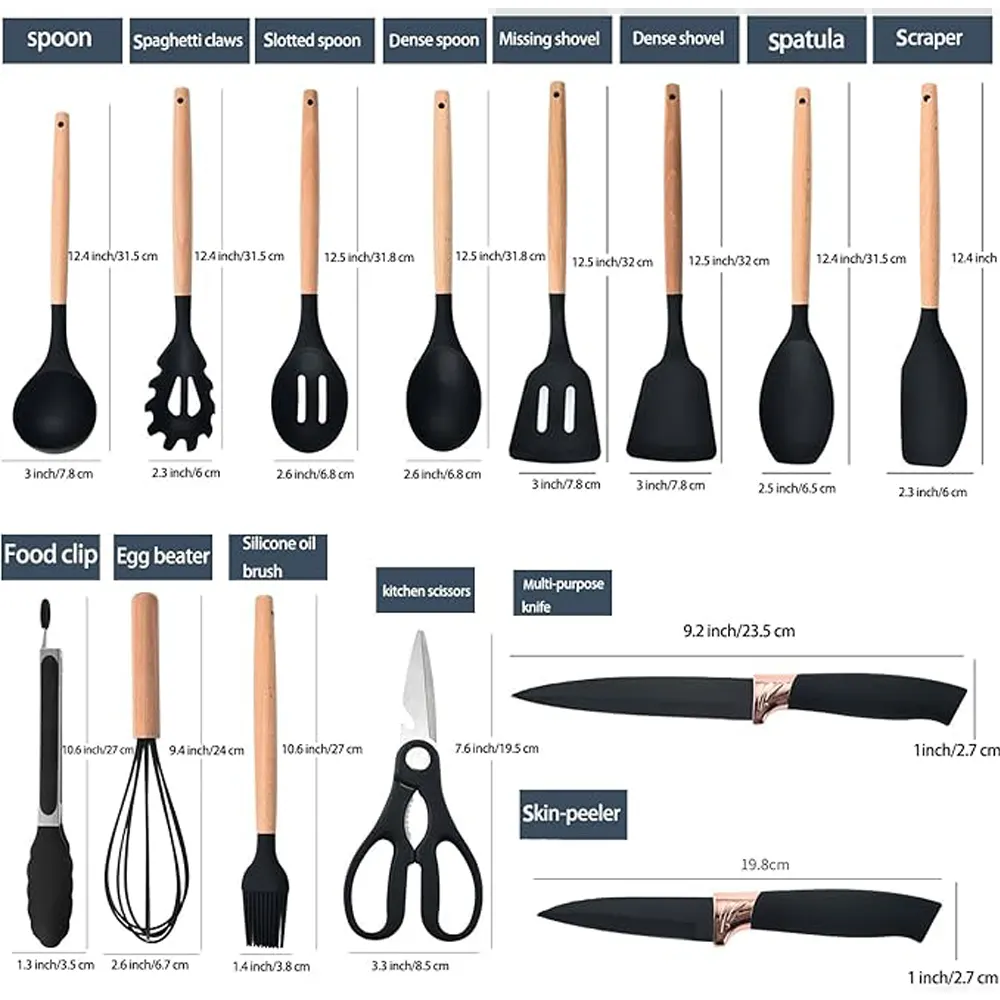 spoon
Spaghetti claws
Slotted spoon
Dense spoon
Missing shovel
Dense shovel
spatula
Scraper
12.4 inch/31.5 cm
12.4 inch/31.5 cm
12.5 inch/31.8 cm
12.5 inch/31.8 cm
12.5 inch/32 cm
12.5 inch/32 cm
12.4 inch/31.5 cm
12.4 inch
3 inch/7.8 cm
2.3 inch/6 cm
2.6 inch/6.8 cm
2.6 inch/6.8 cm
3 inch/7.8 cm
3 inch/7.8 cm
2.5 inch/6.5 cm
2.3 inch/6 cm
Food clip
Egg beater
Silicone oil
brush
kitchen scissors
Multi-purpose
knife
9.2 inch/23.5 cm
10.6 inch/27 cm
9.4 inch/24 cm
10.6 inch/27 cm
7.6 inch/19.5 cm
1inch/2.7 cm
Skin-peeler
19.8cm
1.3 inch/3.5 cm
2.6 inch/6.7 cm
1.4 inch/3.8 cm
3.3 inch/8.5 cm
1 inch/2.7 cm